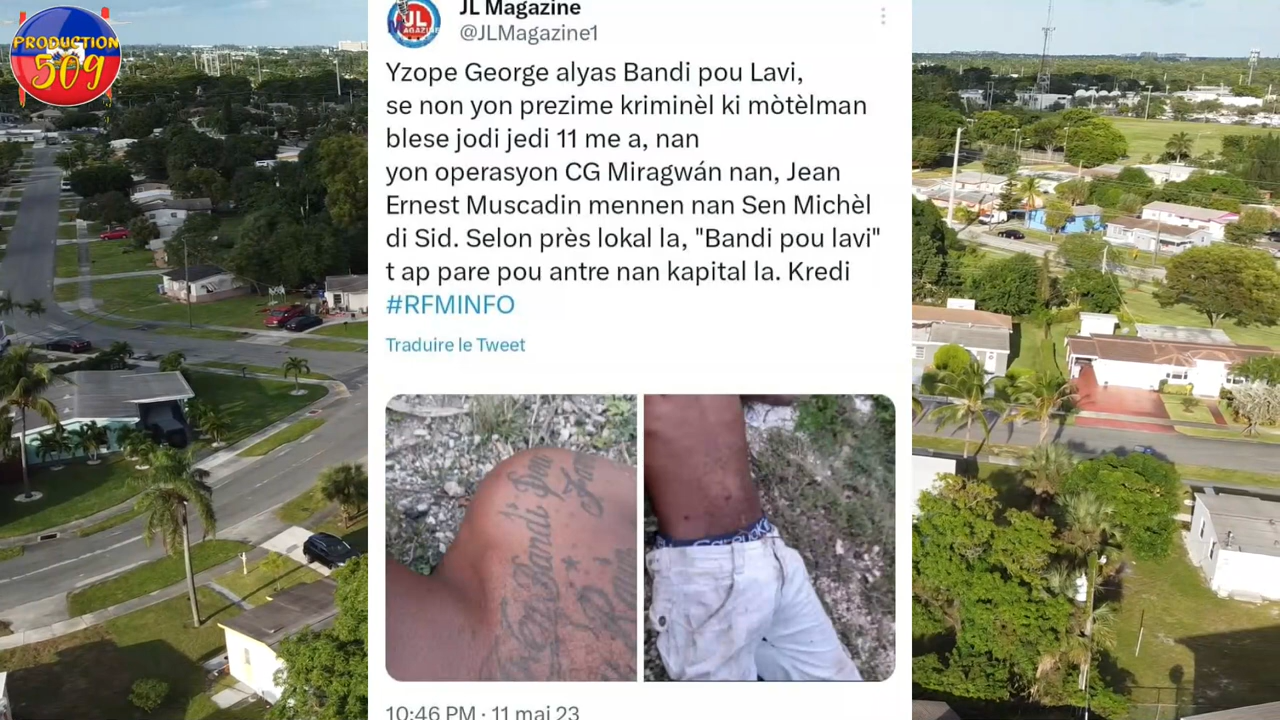 PRODUCTION
509
JL
MAGAZINE
JL Magazine
@JLMagazine1
Yzope George alyas Bandi pou Lavi,
se non yon prezime kriminèl ki mòtèlman
blese jodi jedi 11 me a, nan
yon operasyon CG Miragwán nan, Jean
Ernest Muscadin mennen nan Sen Michèl
di Sid. Selon près lokal la, "Bandi pou lavi"
t ap pare pou antre nan kapital la. Kredi
#RFMINFO
Traduire le Tweet
Bandi
10:46 PM · 11 mai 23